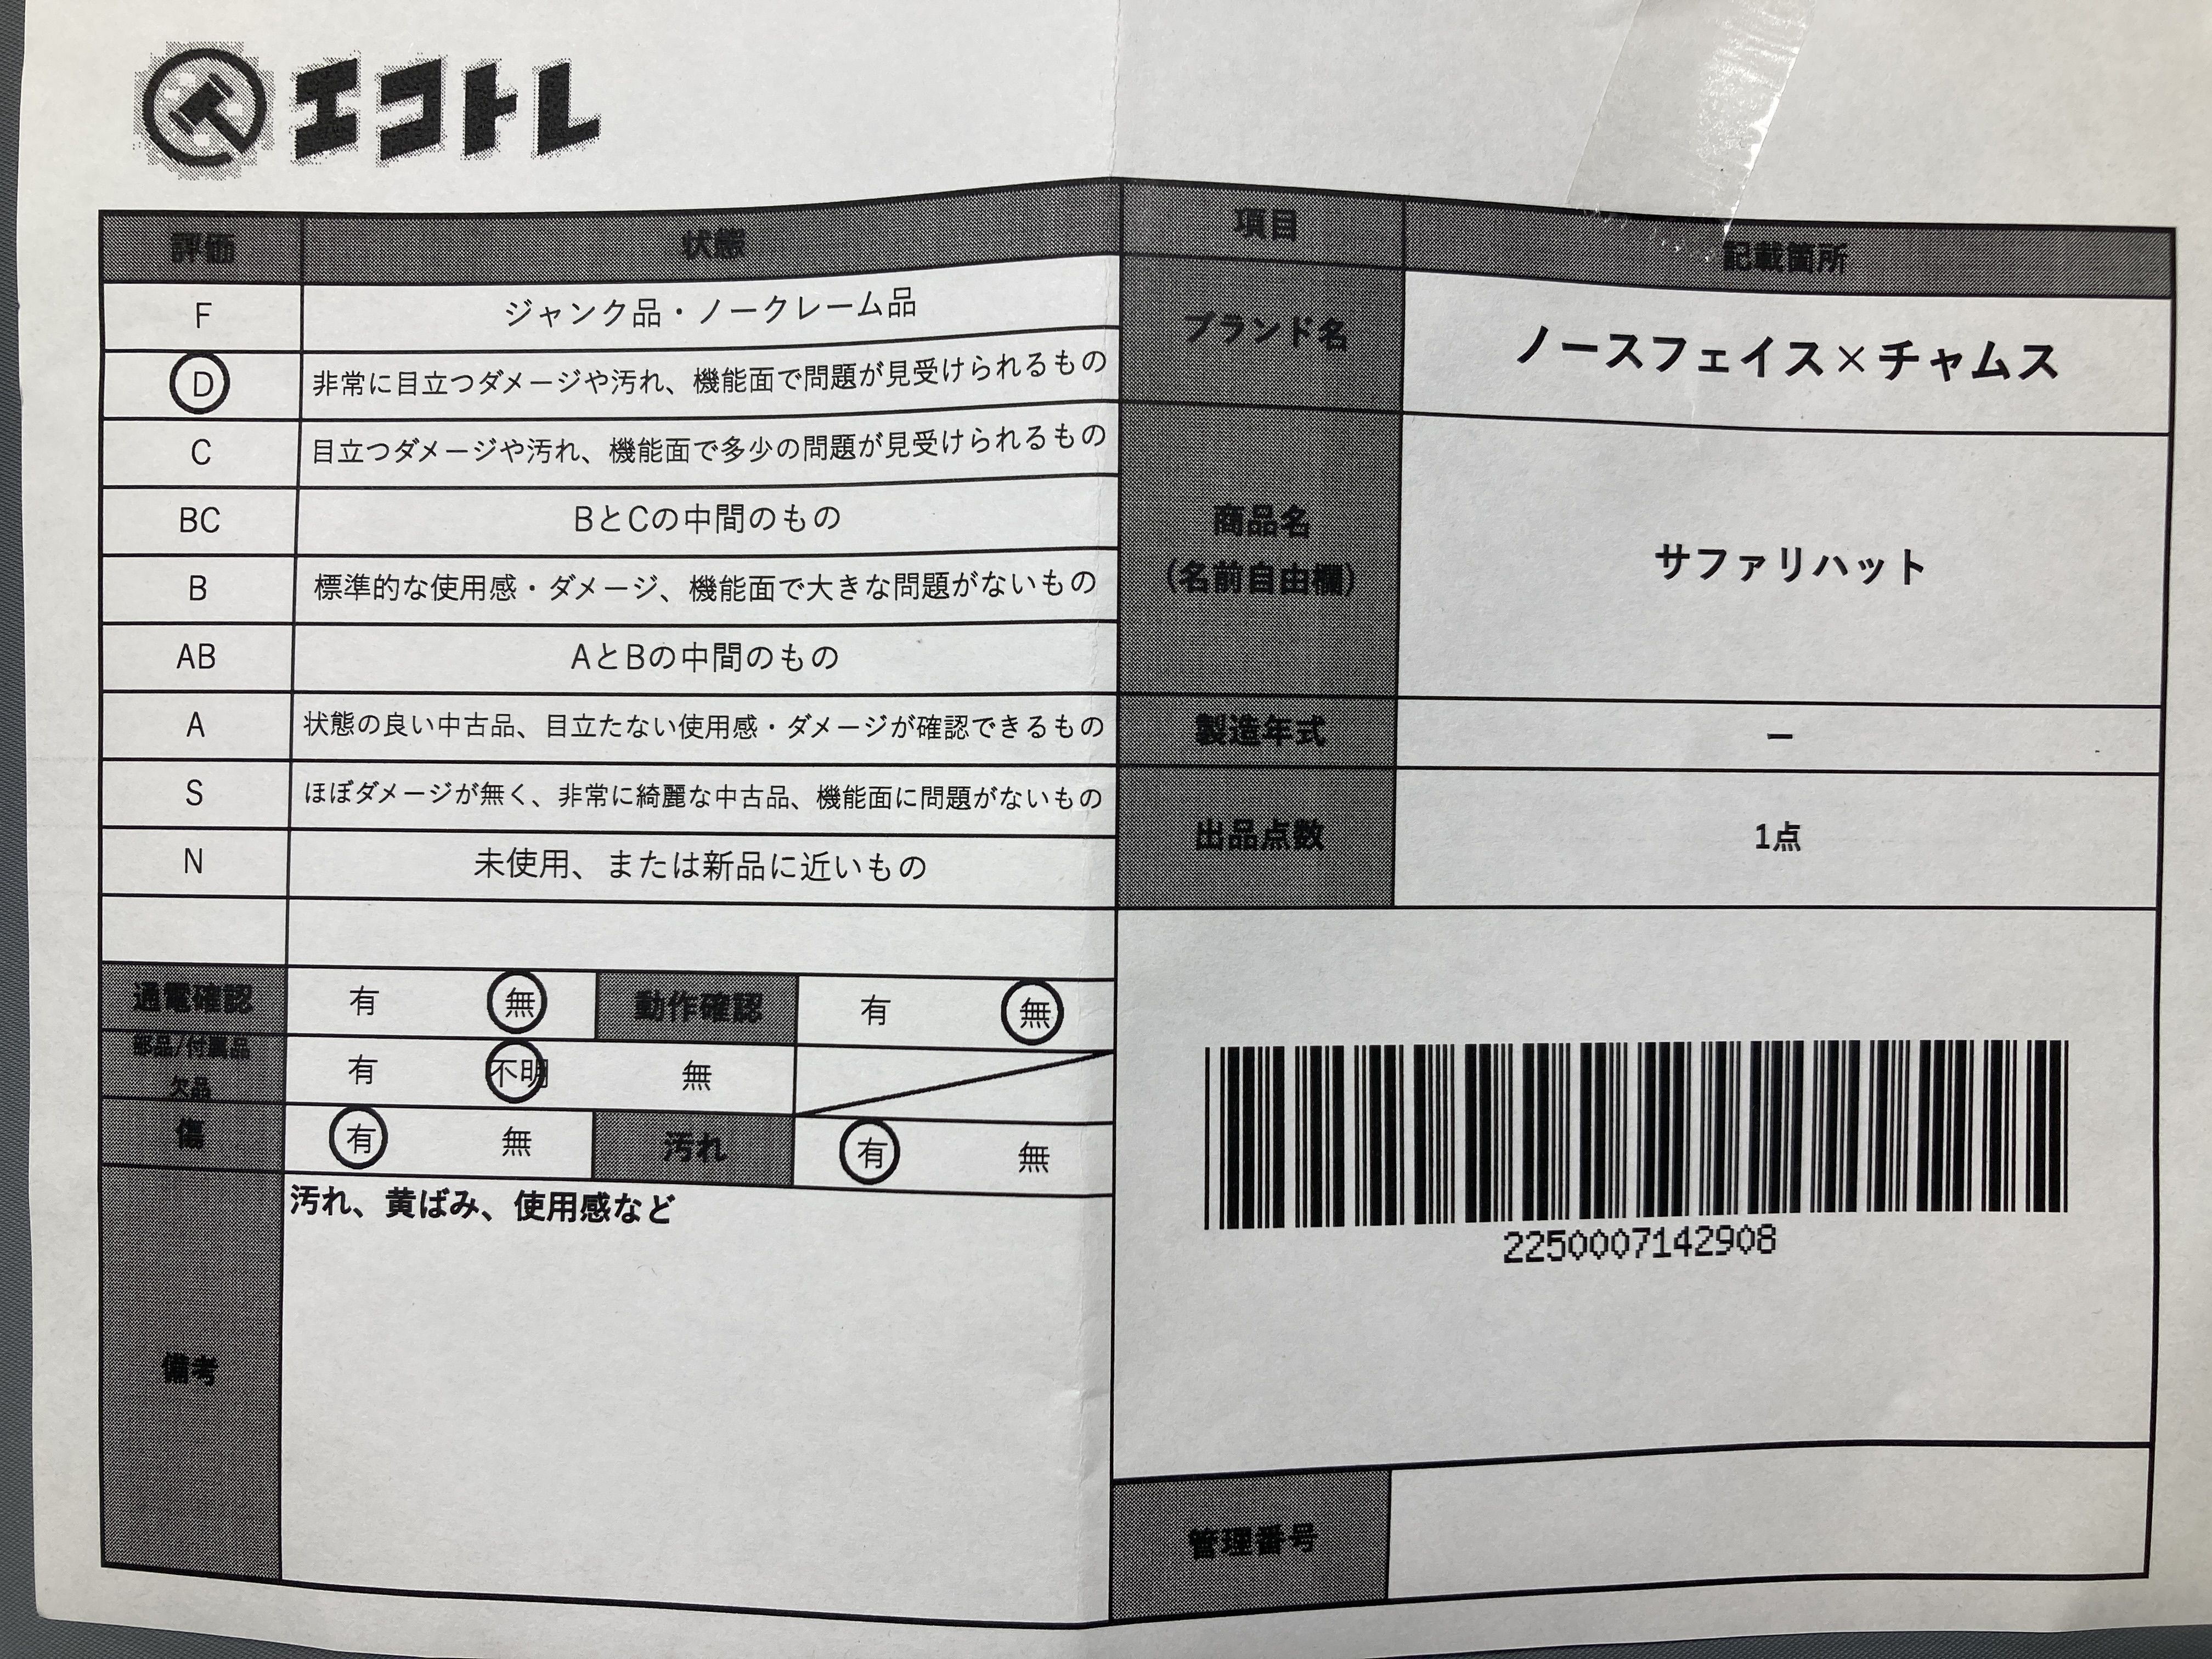 エコトレ
評価 状態
F ジャンク品・ノークレーム品
D 非常に目立つダメージや汚れ、機能面で問題が見受けられるもの
C 目立つダメージや汚れ、機能面で多少の問題が見受けられるもの
BC BとCの中間のもの
B 標準的な使用感・ダメージ、機能面で大きな問題がないもの
AB AとBの中間のもの
A 状態の良い中古品、目立たない使用感・ダメージが確認できるもの
S ほぼダメージが無く、非常に綺麗な中古品、機能面に問題がないもの
N 未使用、または新品に近いもの
通電確認 有 無 動作確認 有 無
部品/付属品
欠品
有 不明 無
傷 有 無 汚れ 有 無
備考
汚れ、黄ばみ、使用感など
項目 記載箇所
ブランド名 ノースフェイス×チャムス
商品名
(名前自由欄)
サファリハット
製造年式 ー
出品点数 1点
2250007142908
管理番号